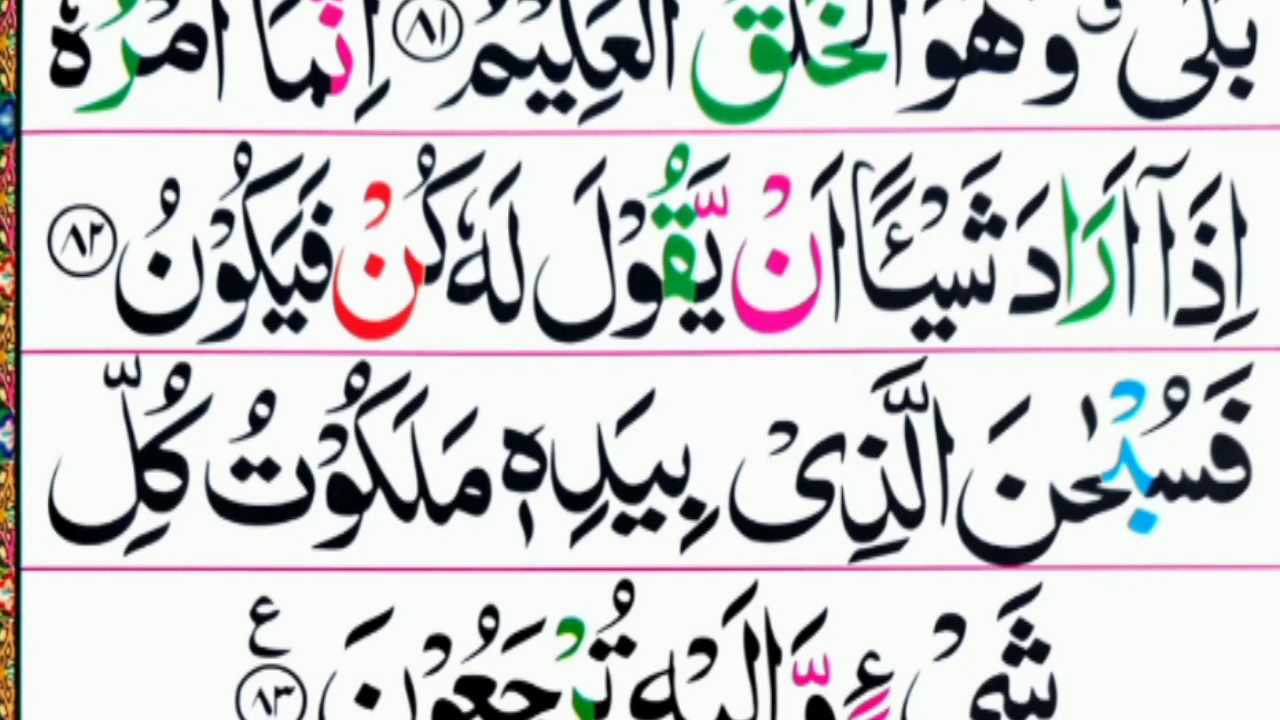 بَلٰى ۗ وَهُوَ الْخَلّٰقُ الْعَلِيْمُ ﴿٨١﴾ اِنَّمَاۤ اَمْرُهٗۤ
اِذَاۤ اَرَادَ شَيْـًٔا اَنْ يَّقُوْلَ لَهٗ كُنْ فَيَكُوْنُ ﴿٨٢﴾
فَسُبْحٰنَ الَّذِىْ بِيَدِهٖ مَلَكُوْتُ كُلِّ
شَىْءٍ وَّاِلَيْهِ تُرْجَعُوْنَ ﴿٨٣﴾ ع